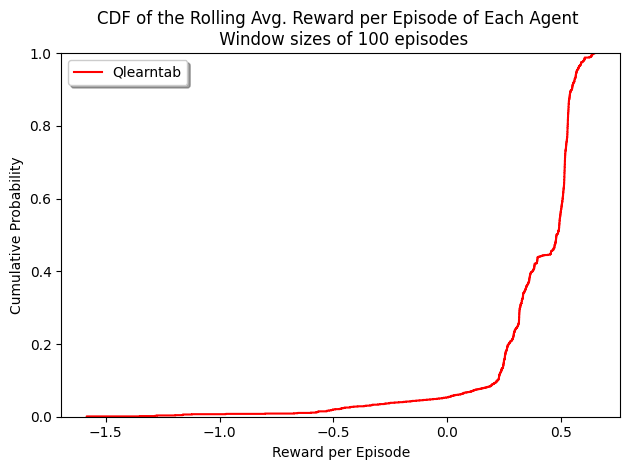 CDF of the Rolling Avg. Reward per Episode of Each Agent
Window sizes of 100 episodes
Qlearntab
1.0
0.8
0.6
0.4
0.2
0.0
Cumulative Probability
−1.5
−1.0
−0.5
0.0
0.5
Reward per Episode